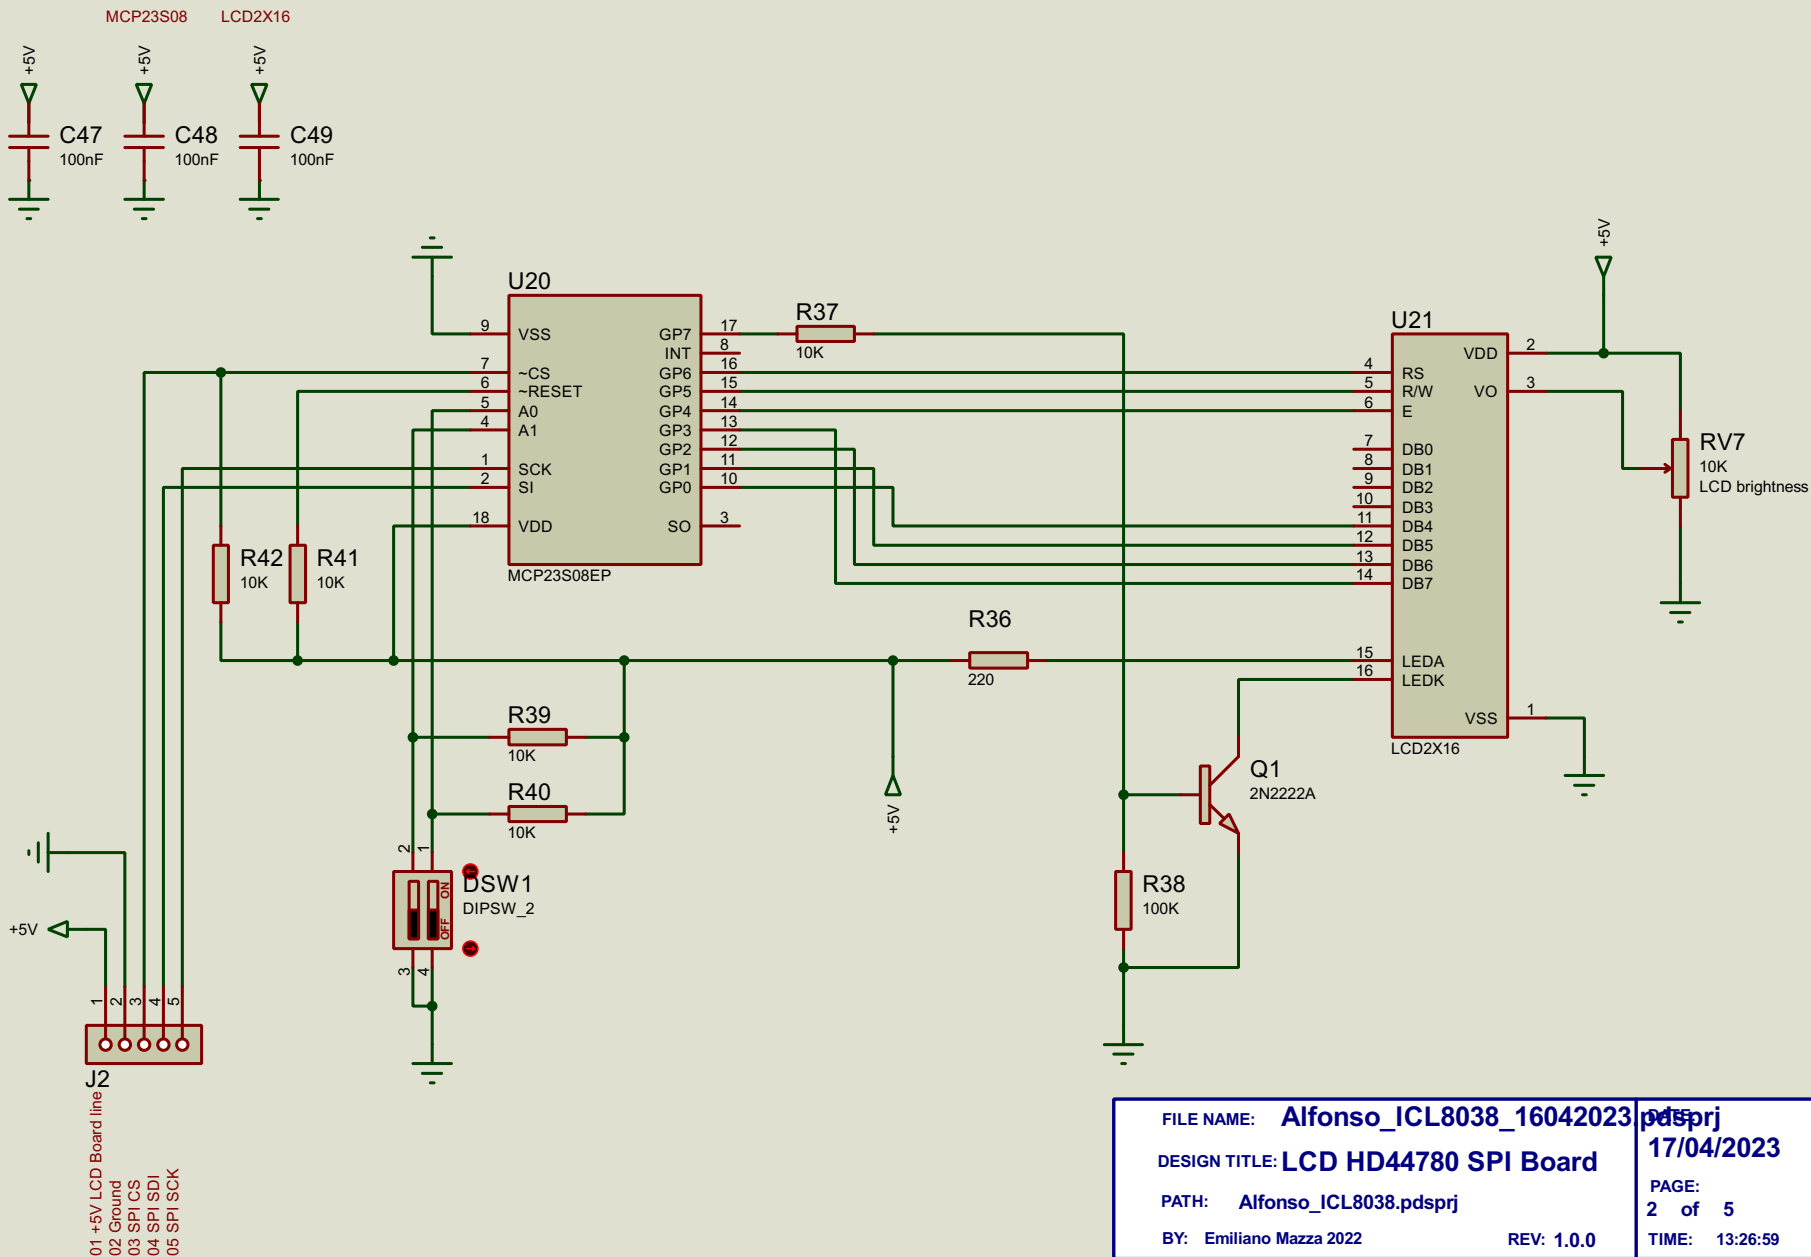 MCP23S08 LCD2X16
+5V +5V +5V
C47 C48 C49
100nF 100nF 100nF
+5V
U20
9 VSS
7 ~CS
6 ~RESET
5 A0
4 A1
1 SCK
2 SI
18 VDD
GP7 17
INT 8
GP6 16
GP5 15
GP4 14
GP3 13
GP2 12
GP1 11
GP0 10
SO 3
MCP23S08EP
R37
10K
U21
VDD 2
VO 3
4 RS
5 R/W
6 E
7 DB0
8 DB1
9 DB2
10 DB3
11 DB4
12 DB5
13 DB6
14 DB7
15 LEDA
16 LEDK
VSS 1
LCD2X16
RV7
10K
LCD brightness
R42 R41
10K 10K
R36
220
R39
10K
R40
10K
+5V
Q1
2N2222A
R38
100K
2 1
DSW1
DIPSW_2
ON
OFF
3 4
+5V
1 2 3 4 5
J2
01 +5V LCD Board line
02 Ground
03 SPI CS
04 SPI SDI
05 SPI SCK
FILE NAME: Alfonso_ICL8038_16042023.pdsprj
DATE:
17/04/2023
DESIGN TITLE: LCD HD44780 SPI Board
PATH: Alfonso_ICL8038.pdsprj
PAGE:
2 of 5
BY: Emiliano Mazza 2022 REV: 1.0.0
TIME: 13:26:59